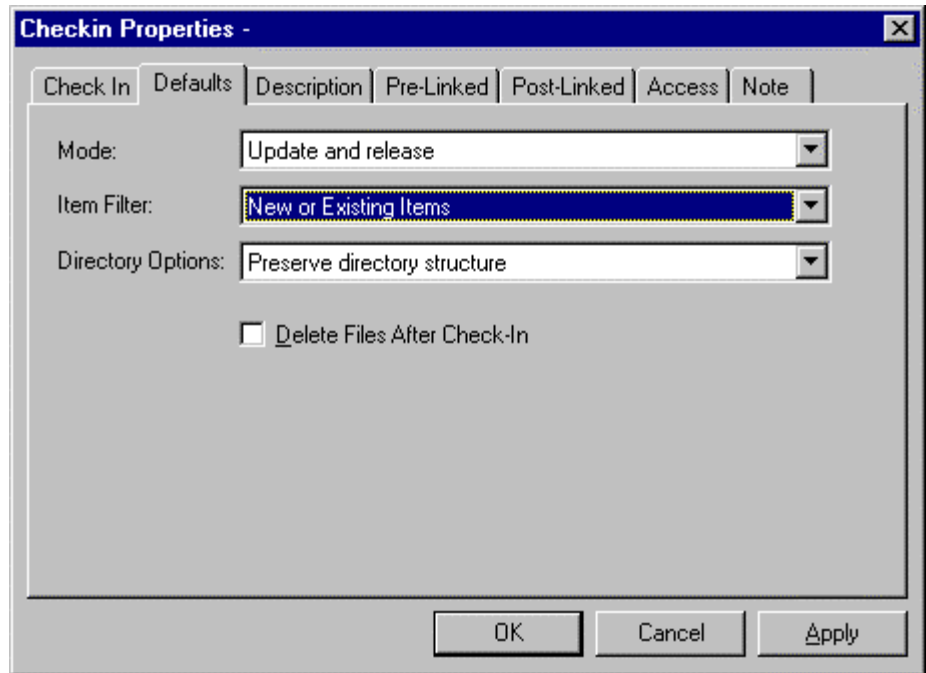 Checkin Properties -
Check In Defaults Description Pre-Linked Post-Linked Access Note
Mode: Update and release
Item Filter: New or Existing Items
Directory Options: Preserve directory structure
Delete Files After Check-In
OK Cancel Apply